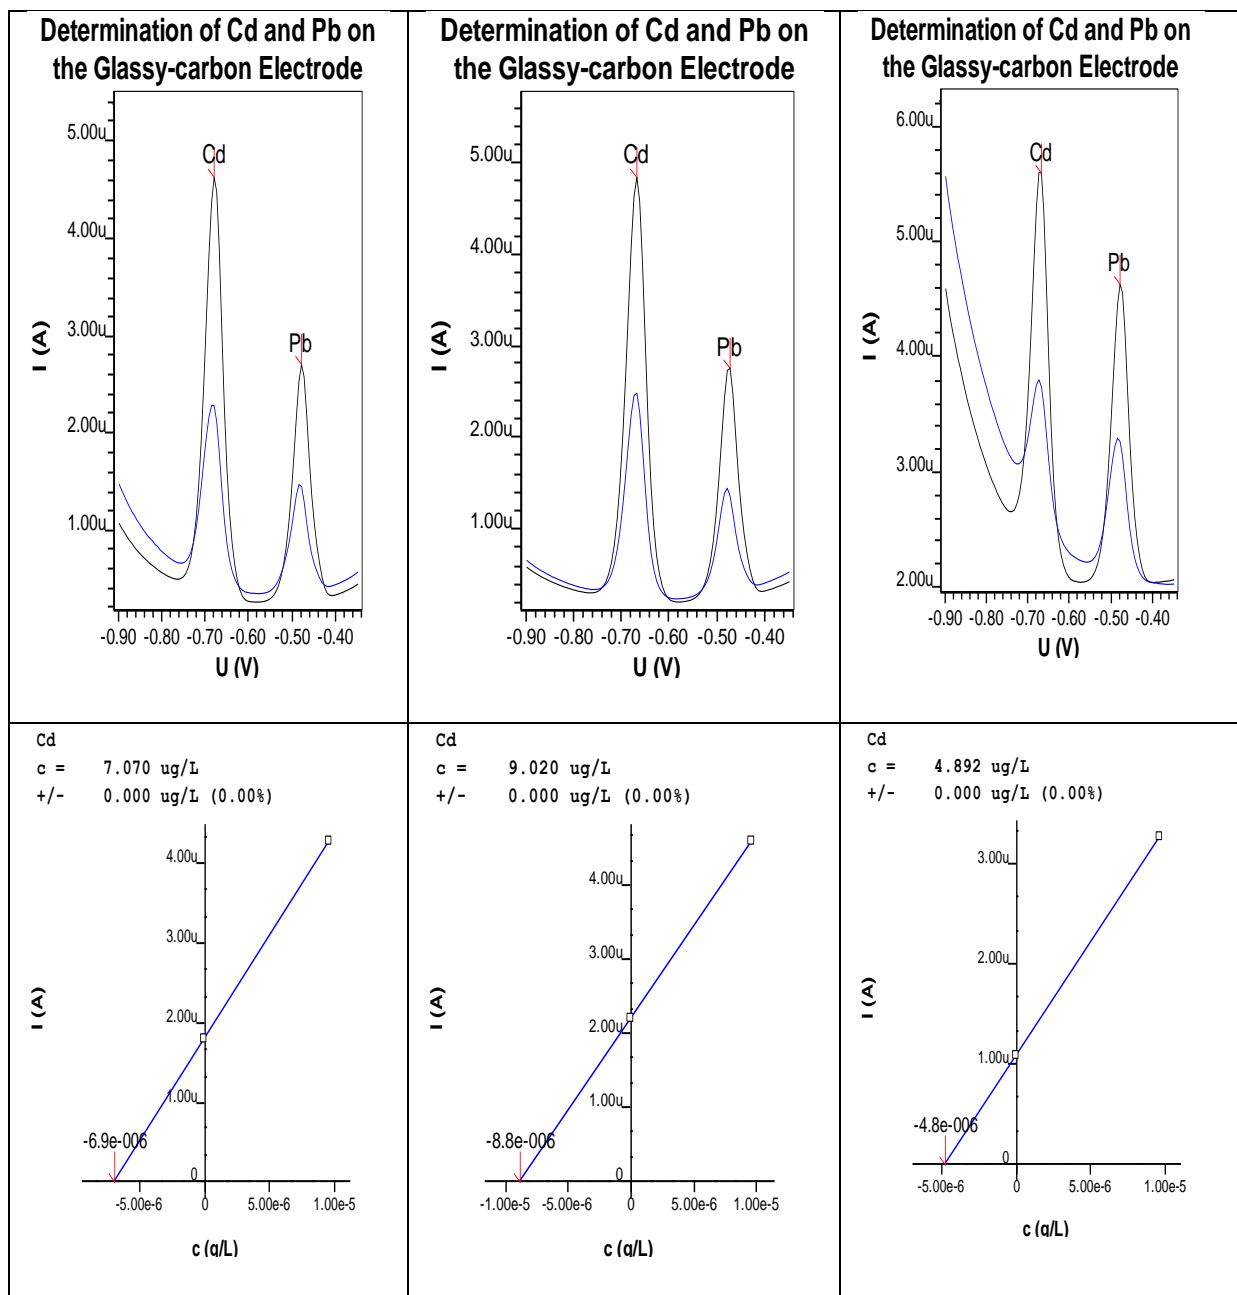 Determination of Cd and Pb on
the Glassy-carbon Electrode
5.00u
4.00u
3.00u
2.00u
1.00u
I (A)
Cd
Pb
-0.90 -0.80 -0.70 -0.60 -0.50 -0.40
U (V)
Determination of Cd and Pb on
the Glassy-carbon Electrode
5.00u
4.00u
3.00u
2.00u
1.00u
I (A)
Cd
Pb
-0.90 -0.80 -0.70 -0.60 -0.50 -0.40
U (V)
Determination of Cd and Pb on
the Glassy-carbon Electrode
6.00u
5.00u
4.00u
3.00u
2.00u
I (A)
Cd
Pb
-0.90 -0.80 -0.70 -0.60 -0.50 -0.40
U (V)
Cd
c = 7.070 ug/L
+/- 0.000 ug/L (0.00%)
4.00u
3.00u
2.00u
1.00u
0
I (A)
-6.9e-006
-5.00e-6 0 5.00e-6 1.00e-5
c (g/L)
Cd
c = 9.020 ug/L
+/- 0.000 ug/L (0.00%)
4.00u
3.00u
2.00u
1.00u
0
I (A)
-8.8e-006
-1.00e-5 -5.00e-6 0 5.00e-6 1.00e-5
c (g/L)
Cd
c = 4.892 ug/L
+/- 0.000 ug/L (0.00%)
3.00u
2.00u
1.00u
0
I (A)
-4.8e-006
-5.00e-6 0 5.00e-6 1.00e-5
c (g/L)